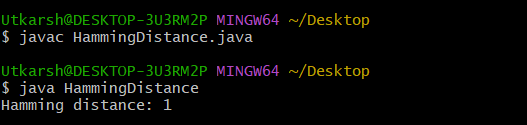 Utkarsh@DESKTOP-3U3RM2P MINGW64 ~/Desktop
$ javac HammingDistance.java
Utkarsh@DESKTOP-3U3RM2P MINGW64 ~/Desktop
$ java HammingDistance
Hamming distance: 1